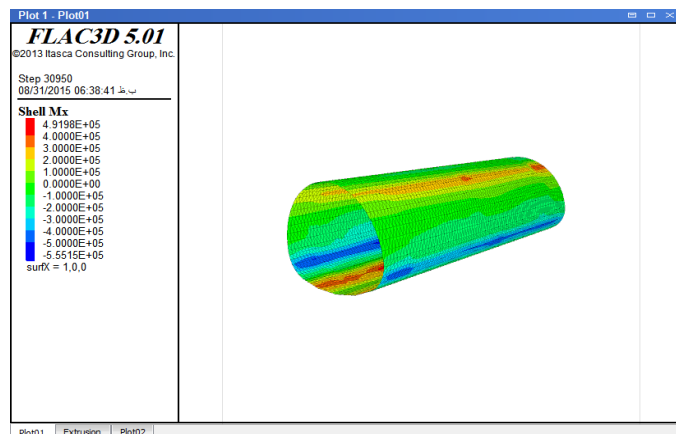 Plot 1 - Plot01
FLAC3D 5.01
©2013 Itasca Consulting Group, Inc.
Step 30950
08/31/2015 06:38:41 ب.ظ
Shell Mx
4.9198E+05
4.0000E+05
3.0000E+05
2.0000E+05
1.0000E+05
0.0000E+00
-1.0000E+05
-2.0000E+05
-3.0000E+05
-4.0000E+05
-5.0000E+05
-5.5515E+05
surfX = 1,0,0
Plot01 Extrusion Plot02